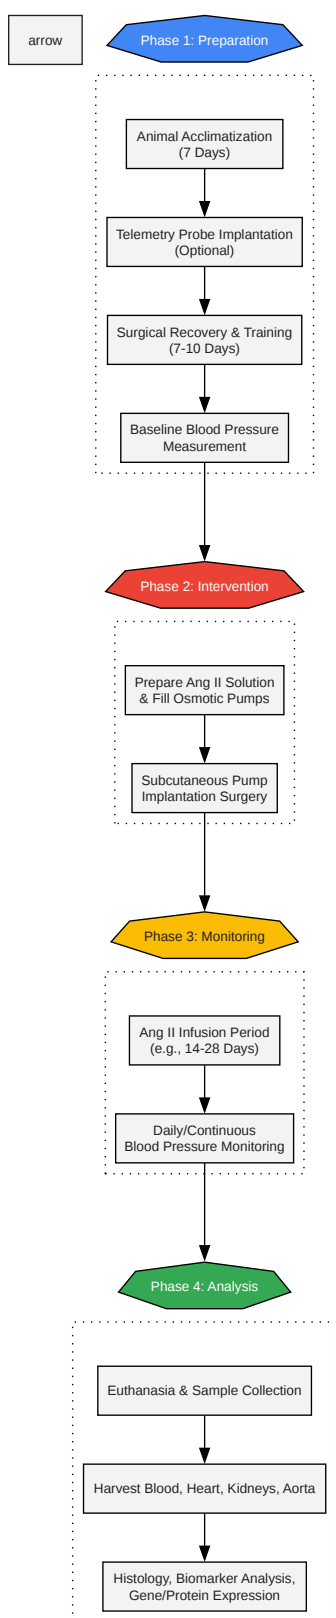 arrow
Phase 1: Preparation
Animal Acclimatization
(7 Days)
Telemetry Probe Implantation
(Optional)
Surgical Recovery & Training
(7-10 Days)
Baseline Blood Pressure
Measurement
Phase 2: Intervention
Prepare Ang II Solution
& Fill Osmotic Pumps
Subcutaneous Pump
Implantation Surgery
Phase 3: Monitoring
Ang II Infusion Period
(e.g., 14-28 Days)
Daily/Continuous
Blood Pressure Monitoring
Phase 4: Analysis
Euthanasia & Sample Collection
Harvest Blood, Heart, Kidneys, Aorta
Histology, Biomarker Analysis,
Gene/Protein Expression